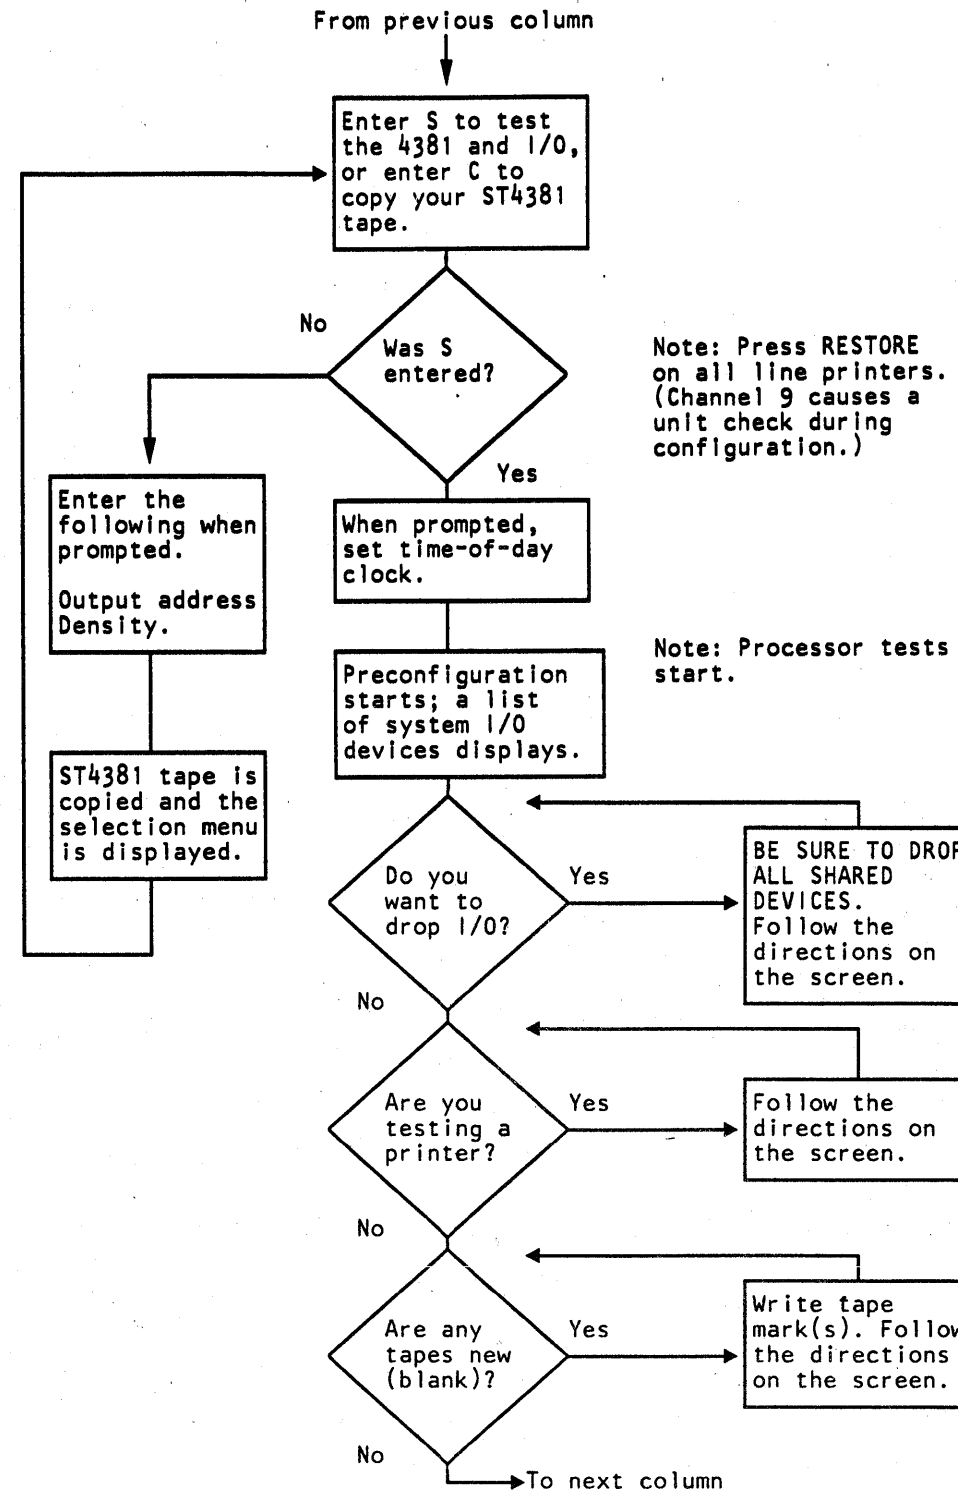 From previous column
Enter S to test
the 4381 and I/O,
or enter C to
copy your ST4381
tape.
No
Was S
entered?
Note: Press RESTORE
on all line printers.
(Channel 9 causes a
unit check during
configuration.)
Yes
Enter the
following when
prompted.
Output address
Density.
When prompted,
set time-of-day
clock.
Note: Processor tests
start.
Preconfiguration
starts; a list
of system I/O
devices displays.
ST4381 tape is
copied and the
selection menu
is displayed.
Do you
want to
drop I/O?
Yes
BE SURE TO DROP
ALL SHARED
DEVICES.
Follow the
directions on
the screen.
No
Are you
testing a
printer?
Yes
Follow the
directions on
the screen.
No
Are any
tapes new
(blank)?
Yes
Write tape
mark(s). Follow
the directions
on the screen.
No
To next column